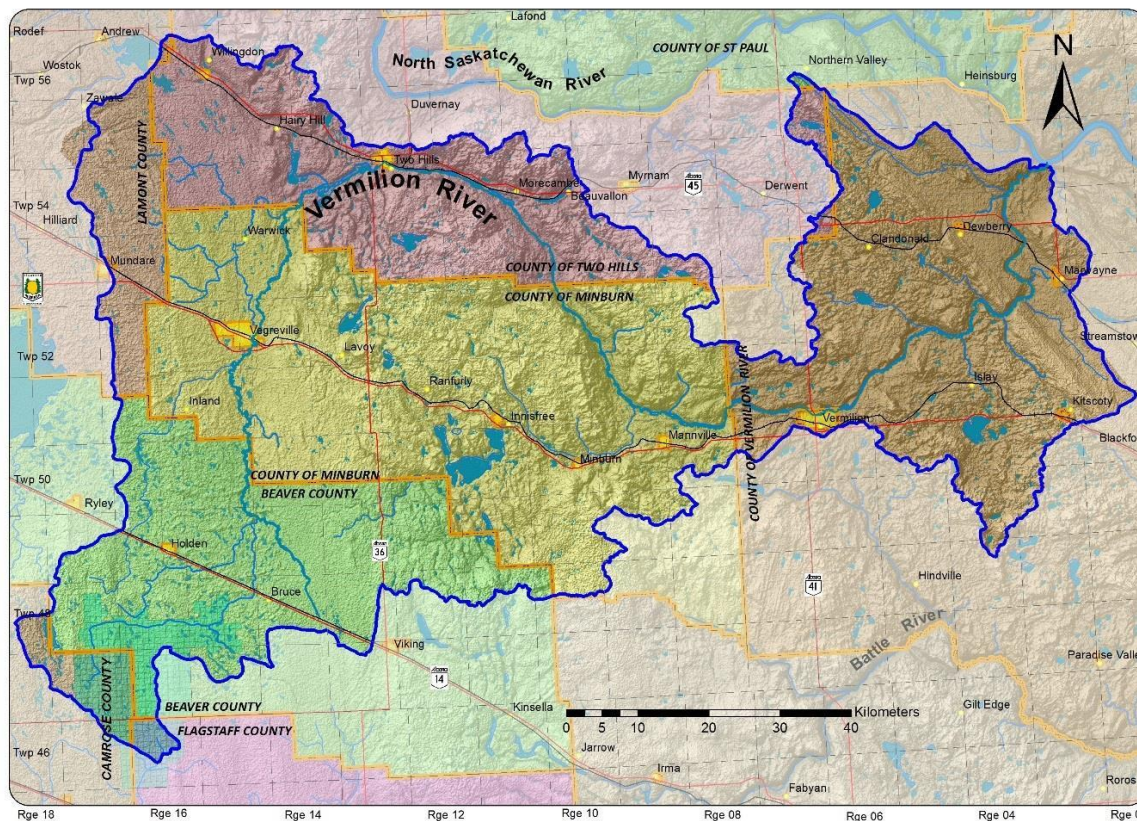 Lafond
Rodef
Andrew
COUNTY OF ST PAUL
N
Willingdon
North Saskatchewan River
Northern Valley
Wostok
Twp 56
Heinsburg
Zawale
Duvernay
Hairy Hill
LAMONT COUNTY
Two Hills
Myrnam
45
Derwent
Morecambe
Beauvallon
Vermilion River
Twp 54
Hilliard
Warwick
Clandonald
Dewberry
Mundare
COUNTY OF TWO HILLS
Marwayne
COUNTY OF MINBURN
Vegreville
Streamstow
Twp 52
Lavoy
COUNTY OF VERMILION RIVER
Ranfurly
Islay
Inland
Innisfree
Kitscoty
Vermilion
Mannville
Blackfo
Minburn
COUNTY OF MINBURN
Twp 50
BEAVER COUNTY
Ryley
Holden
36
Hindville
41
Bruce
Twp 48
Viking
Battle River
Paradise Valle
14
CAMROSE COUNTY
BEAVER COUNTY
Kinsella
Kilometers
Gilt Edge
0 5 10 20 30 40
FLAGSTAFF COUNTY
Twp 46
Jarrow
Irma
Roros
Fabyan
Rge 18 Rge 16 Rge 14 Rge 12 Rge 10 Rge 08 Rge 06 Rge 04 Rge